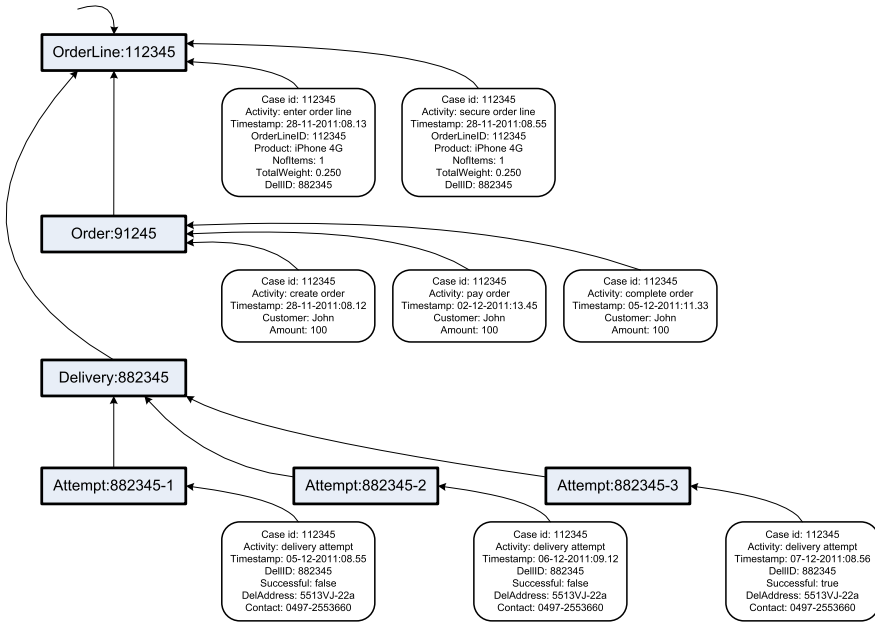 OrderLine:112345
Case id: 112345
Activity: enter order line
Timestamp: 28-11-2011:08.13
OrderLineID: 112345
Product: iPhone 4G
NofItems: 1
TotalWeight: 0.250
DellID: 882345
Case id: 112345
Activity: secure order line
Timestamp: 28-11-2011:08.55
OrderLineID: 112345
Product: iPhone 4G
NofItems: 1
TotalWeight: 0.250
DellID: 882345
Order:91245
Case id: 112345
Activity: create order
Timestamp: 28-11-2011:08.12
Customer: John
Amount: 100
Case id: 112345
Activity: pay order
Timestamp: 02-12-2011:13.45
Customer: John
Amount: 100
Case id: 112345
Activity: complete order
Timestamp: 05-12-2011:11.33
Customer: John
Amount: 100
Delivery:882345
Attempt:882345-1
Attempt:882345-2
Attempt:882345-3
Case id: 112345
Activity: delivery attempt
Timestamp: 05-12-2011:08.55
DellID: 882345
Successful: false
DelAddress: 5513VJ-22a
Contact: 0497-2553660
Case id: 112345
Activity: delivery attempt
Timestamp: 06-12-2011:09.12
DellID: 882345
Successful: false
DelAddress: 5513VJ-22a
Contact: 0497-2553660
Case id: 112345
Activity: delivery attempt
Timestamp: 07-12-2011:08.56
DellID: 882345
Successful: true
DelAddress: 5513VJ-22a
Contact: 0497-2553660